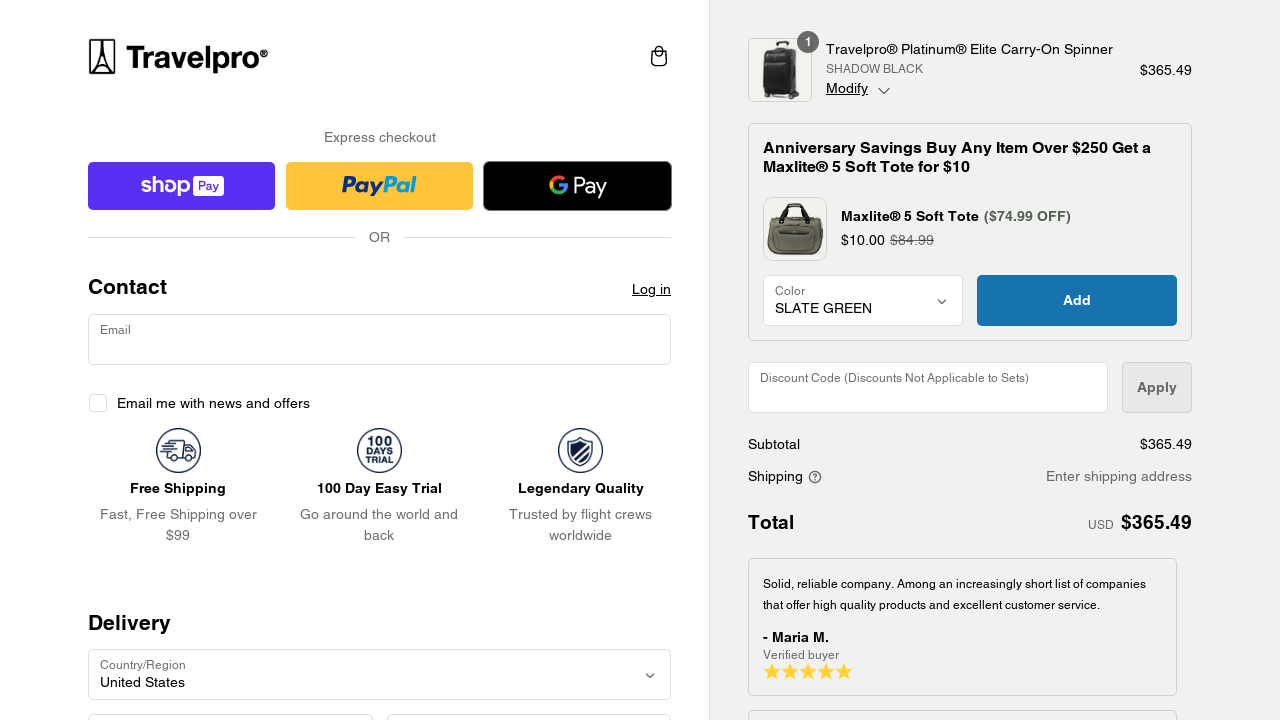 Travelpro®
Express checkout
shop Pay
PayPal
G Pay
OR
Contact
Log in
Email
Email me with news and offers
100
DAYS
TRIAL
Free Shipping
Fast, Free Shipping over
$99
100 Day Easy Trial
Go around the world and
back
Legendary Quality
Trusted by flight crews
worldwide
Delivery
Country/Region
United States
1
Travelpro® Platinum® Elite Carry-On Spinner
SHADOW BLACK
Modify
$365.49
Anniversary Savings Buy Any Item Over $250 Get a
Maxlite® 5 Soft Tote for $10
Maxlite® 5 Soft Tote ($74.99 OFF)
$10.00 $84.99
Color
SLATE GREEN
Add
Discount Code (Discounts Not Applicable to Sets)
Apply
Subtotal
$365.49
Shipping
Enter shipping address
Total
USD $365.49
Solid, reliable company. Among an increasingly short list of companies
that offer high quality products and excellent customer service.
- Maria M.
Verified buyer